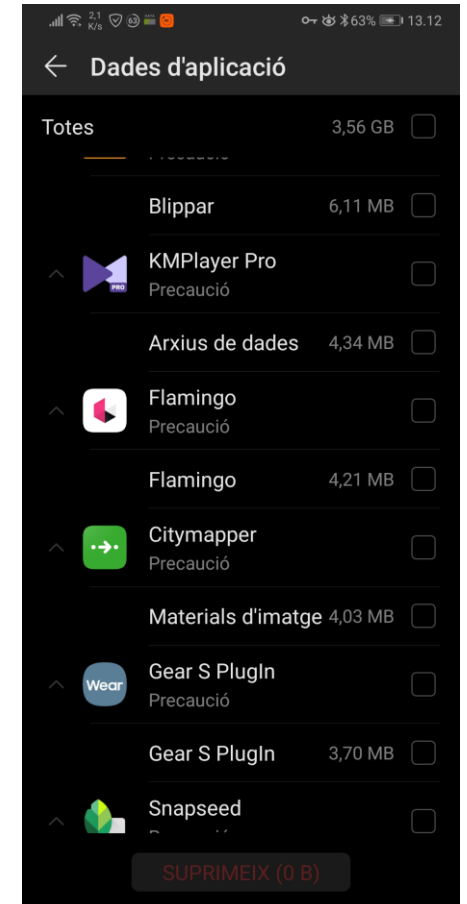 2,1
K/s
63
63%
13.12
Dades d'aplicació
Totes 3,56 GB
Blippar 6,11 MB
KMPlayer Pro
PRO
Precaució
Arxius de dades 4,34 MB
Flamingo
Precaució
Flamingo 4,21 MB
Citymapper
Precaució
Materials d'imatge 4,03 MB
Wear
Gear S PlugIn
Precaució
Gear S PlugIn 3,70 MB
Snapseed
SUPRIMEIX (0 B)